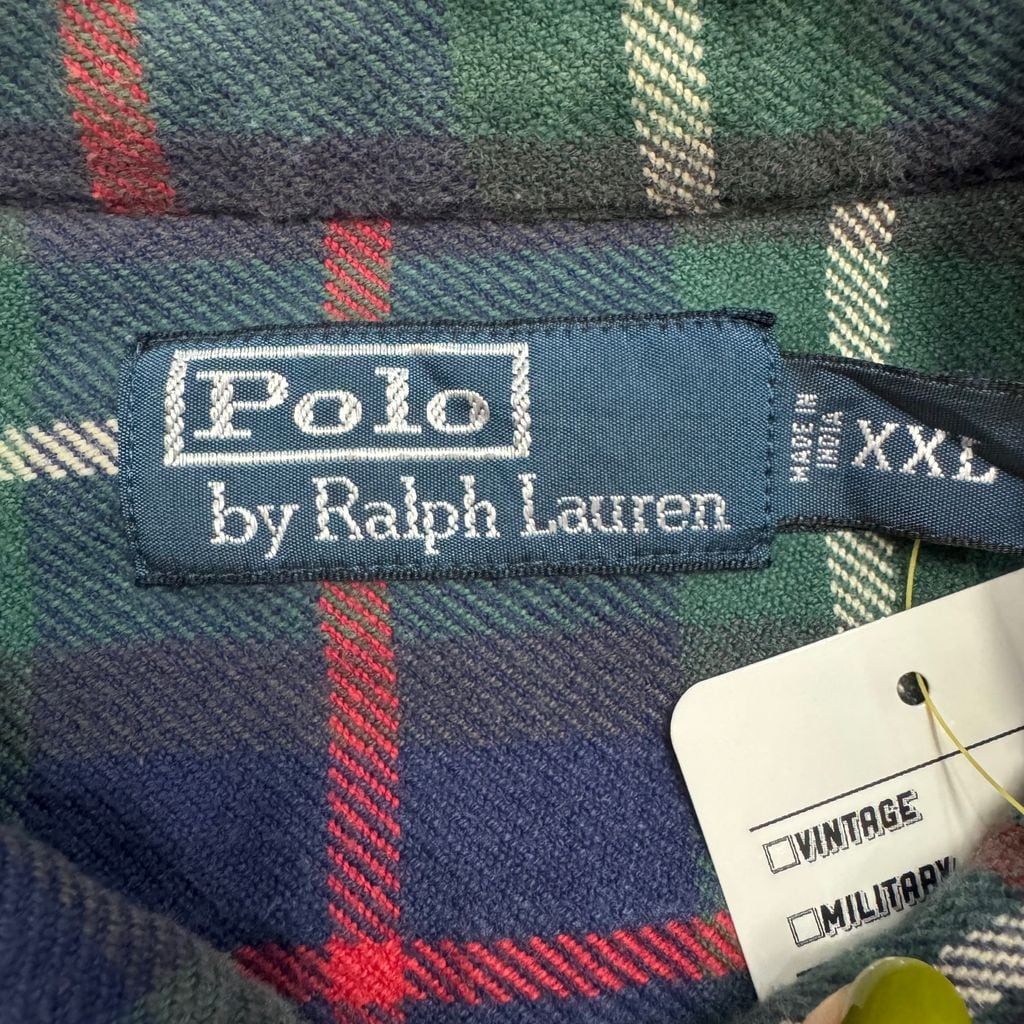 Polo
by Ralph Lauren
MADE IN
INDIA
XXL
VINTAGE
MILITARY